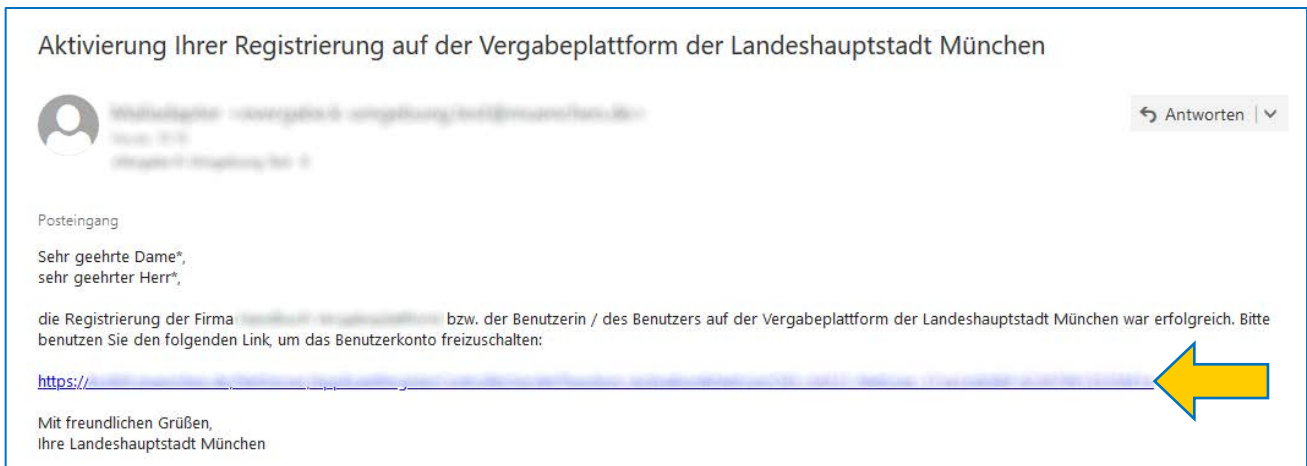 Aktivierung Ihrer Registrierung auf der Vergabeplattform der Landeshauptstadt München
Antworten
Posteingang
Sehr geehrte Dame*,
sehr geehrter Herr*,
die Registrierung der Firma bzw. der Benutzerin / des Benutzers auf der Vergabeplattform der Landeshauptstadt München war erfolgreich. Bitte
benutzen Sie den folgenden Link, um das Benutzerkonto freizuschalten:
https://
Mit freundlichen Grüßen,
Ihre Landeshauptstadt München